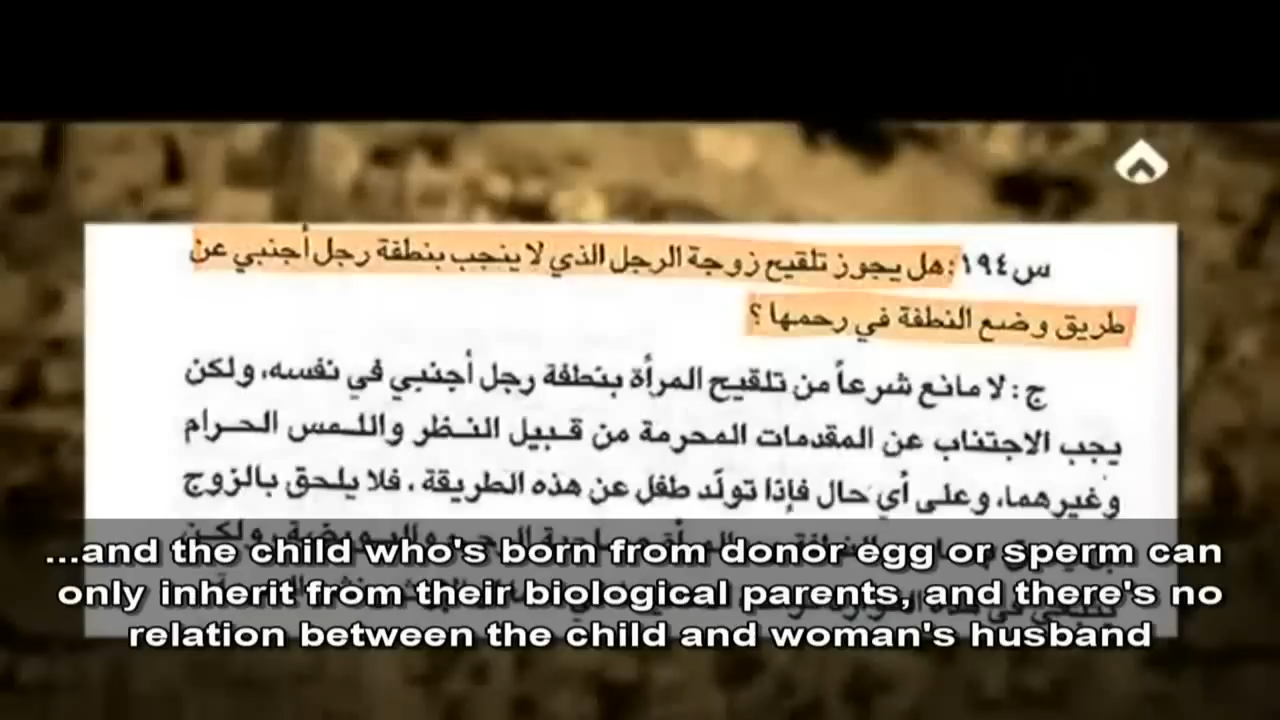 س١٩٤: هل يجوز تلقيح زوجة الرجل الذي لا ينجب بنطفة رجل أجنبي عن
طريق وضع النطفة في رحمها؟
ج: لا مانع شرعاً من تلقيح المرأة بنطفة رجل أجنبي في نفسه، ولكن
يجب الاجتناب عن المقدمات المحرمة من قبيل النظر واللمس الحرام
وغيرهما، وعلى أي حال فإذا تولّد طفل عن هذه الطريقة، فلا يلحق بالزوج
...and the child who's born from donor egg or sperm can
only inherit from their biological parents, and there's no
relation between the child and woman's husband